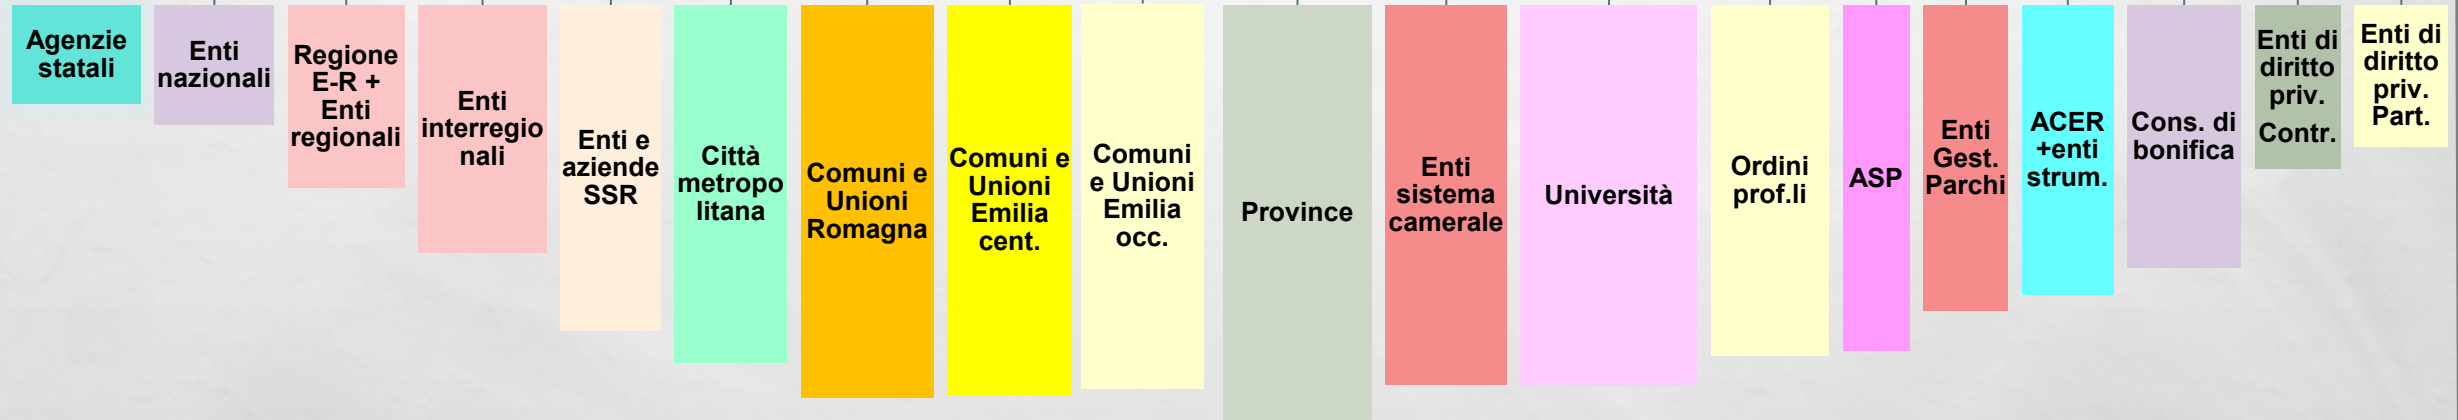 Agenzie
statali
Enti
nazionali
Regione
E-R +
Enti
regionali
Enti
interregio
nali
Enti e
aziende
SSR
Città
metropo
litana
Comuni e
Unioni
Romagna
Comuni e
Unioni
Emilia
cent.
Comuni
e Unioni
Emilia
occ.
Province
Enti
sistema
camerale
Università
Ordini
prof.li
ASP
Enti
Gest.
Parchi
ACER
+enti
strum.
Cons. di
bonifica
Enti di
diritto
priv.
Contr.
Enti di
diritto
priv.
Part.